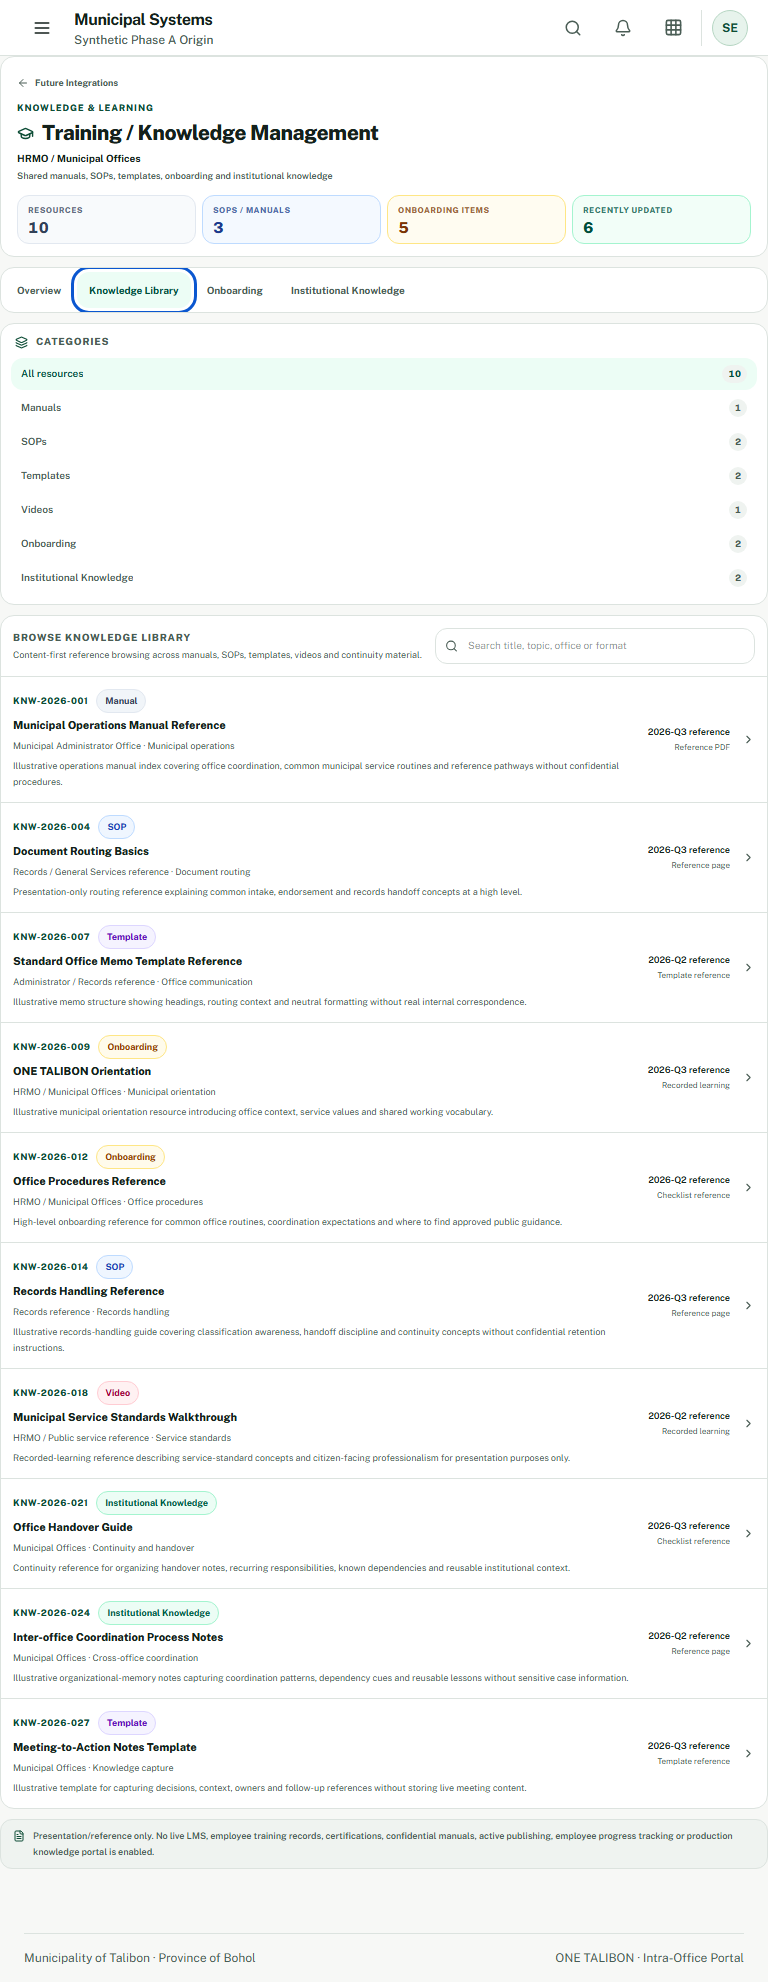 Municipal Systems
Synthetic Phase A Origin
SE
Future Integrations
KNOWLEDGE & LEARNING
Training / Knowledge Management
HRMO / Municipal Offices
Shared manuals, SOPs, templates, onboarding and institutional knowledge
RESOURCES
10
SOPS / MANUALS
3
ONBOARDING ITEMS
5
RECENTLY UPDATED
6
Overview
Knowledge Library
Onboarding
Institutional Knowledge
CATEGORIES
All resources 10
Manuals 1
SOPs 2
Templates 2
Videos 1
Onboarding 2
Institutional Knowledge 2
BROWSE KNOWLEDGE LIBRARY
Content-first reference browsing across manuals, SOPs, templates, videos and continuity material.
Search title, topic, office or format
KNW-2026-001 Manual
Municipal Operations Manual Reference
Municipal Administrator Office · Municipal operations
Illustrative operations manual index covering office coordination, common municipal service routines and reference pathways without confidential
procedures.
2026-Q3 reference
Reference PDF
KNW-2026-004 SOP
Document Routing Basics
Records / General Services reference · Document routing
Presentation-only routing reference explaining common intake, endorsement and records handoff concepts at a high level.
2026-Q3 reference
Reference page
KNW-2026-007 Template
Standard Office Memo Template Reference
Administrator / Records reference · Office communication
Illustrative memo structure showing headings, routing context and neutral formatting without real internal correspondence.
2026-Q2 reference
Template reference
KNW-2026-009 Onboarding
ONE TALIBON Orientation
HRMO / Municipal Offices · Municipal orientation
Illustrative municipal orientation resource introducing office context, service values and shared working vocabulary.
2026-Q3 reference
Recorded learning
KNW-2026-012 Onboarding
Office Procedures Reference
HRMO / Municipal Offices · Office procedures
High-level onboarding reference for common office routines, coordination expectations and where to find approved public guidance.
2026-Q2 reference
Checklist reference
KNW-2026-014 SOP
Records Handling Reference
Records reference · Records handling
Illustrative records-handling guide covering classification awareness, handoff discipline and continuity concepts without confidential retention
instructions.
2026-Q3 reference
Reference page
KNW-2026-018 Video
Municipal Service Standards Walkthrough
HRMO / Public service reference · Service standards
Recorded-learning reference describing service-standard concepts and citizen-facing professionalism for presentation purposes only.
2026-Q2 reference
Recorded learning
KNW-2026-021 Institutional Knowledge
Office Handover Guide
Municipal Offices · Continuity and handover
Continuity reference for organizing handover notes, recurring responsibilities, known dependencies and reusable institutional context.
2026-Q3 reference
Checklist reference
KNW-2026-024 Institutional Knowledge
Inter-office Coordination Process Notes
Municipal Offices · Cross-office coordination
Illustrative organizational-memory notes capturing coordination patterns, dependency cues and reusable lessons without sensitive case information.
2026-Q2 reference
Reference page
KNW-2026-027 Template
Meeting-to-Action Notes Template
Municipal Offices · Knowledge capture
Illustrative template for capturing decisions, context, owners and follow-up references without storing live meeting content.
2026-Q3 reference
Template reference
Presentation/reference only. No live LMS, employee training records, certifications, confidential manuals, active publishing, employee progress tracking or production
knowledge portal is enabled.
Municipality of Talibon · Province of Bohol
ONE TALIBON · Intra-Office Portal